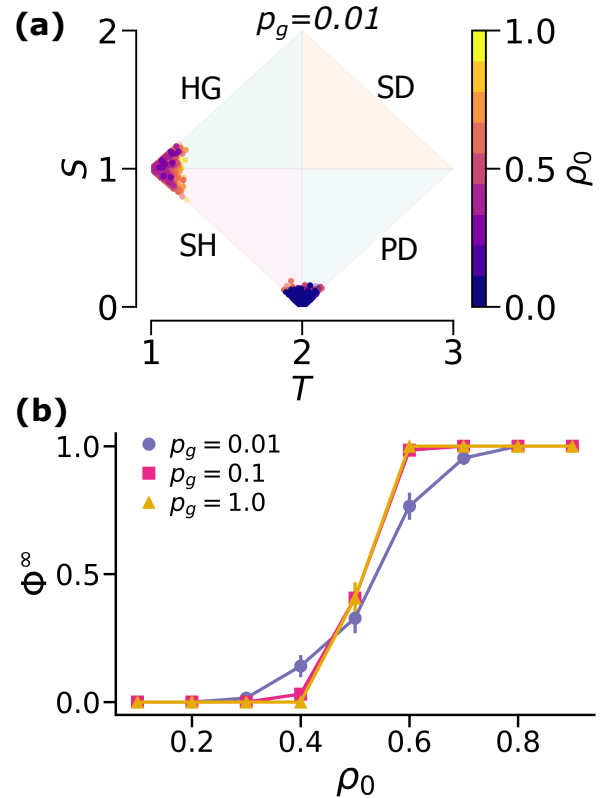 (a)
p_g=0.01
2
1
0
S
HG
SD
SH
PD
1
2
3
T
1.0
0.5
0.0
ρ₀
(b)
p_g = 0.01
p_g = 0.1
p_g = 1.0
1.0
0.5
0.0
Φ^∞
0.2
0.4
0.6
0.8
ρ₀